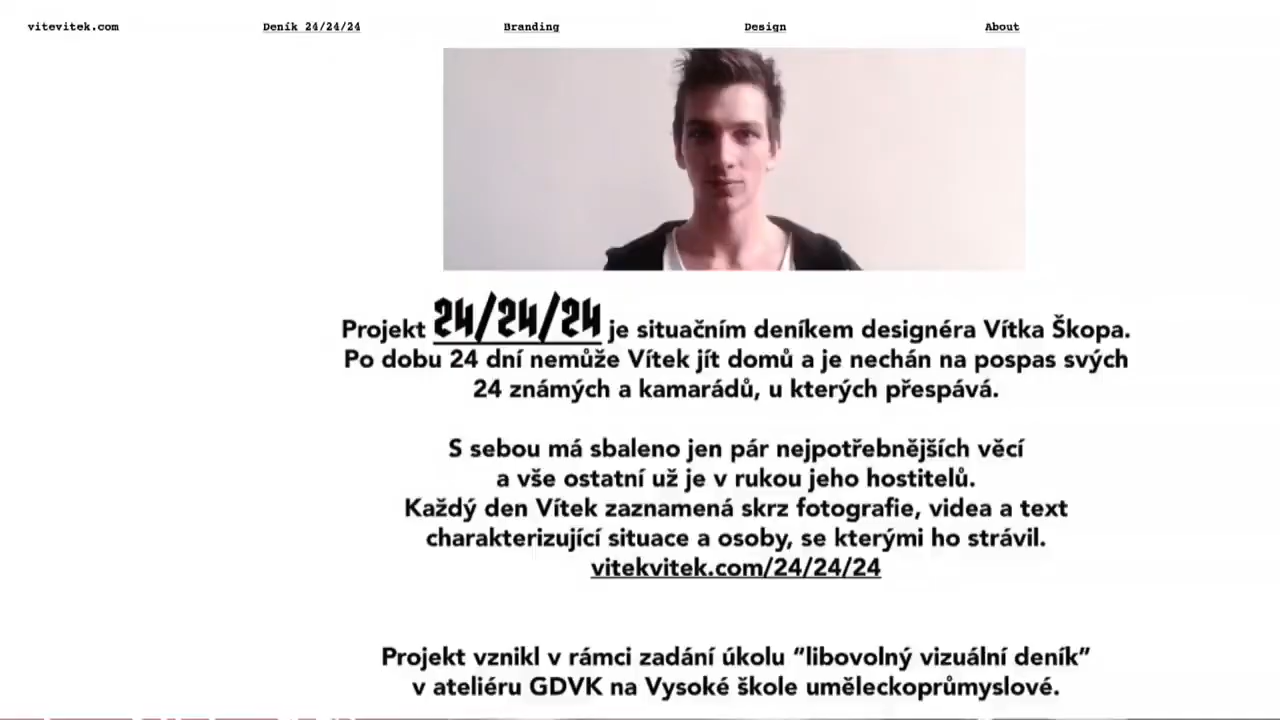 vitevitek.com Deník 24/24/24 Branding Design About
Projekt 24/24/24 je situačním deníkem designéra Vítka Škopa.
Po dobu 24 dní nemůže Vítek jít domů a je nechán na pospas svých
24 známých a kamarádů, u kterých přespává.
S sebou má sbaleno jen pár nejpotřebnějších věcí
a vše ostatní už je v rukou jeho hostitelů.
Každý den Vítek zaznamená skrz fotografie, videa a text
charakterizující situace a osoby, se kterými ho strávil.
vitekvitek.com/24/24/24
Projekt vznikl v rámci zadání úkolu “libovolný vizuální deník”
v ateliéru GDVK na Vysoké škole uměleckoprůmyslové.